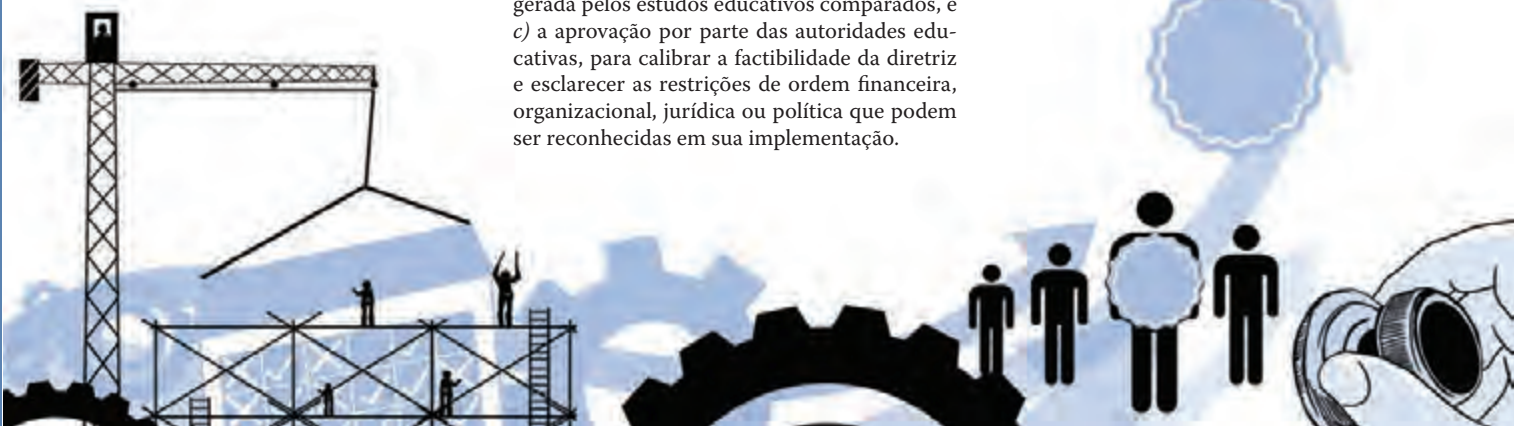 gerada pelos estudos educativos comparados, e
c) a aprovação por parte das autoridades edu-
cativas, para calibrar a factibilidade da diretriz
e esclarecer as restrições de ordem financeira,
organizacional, jurídica ou política que podem
ser reconhecidas em sua implementação.